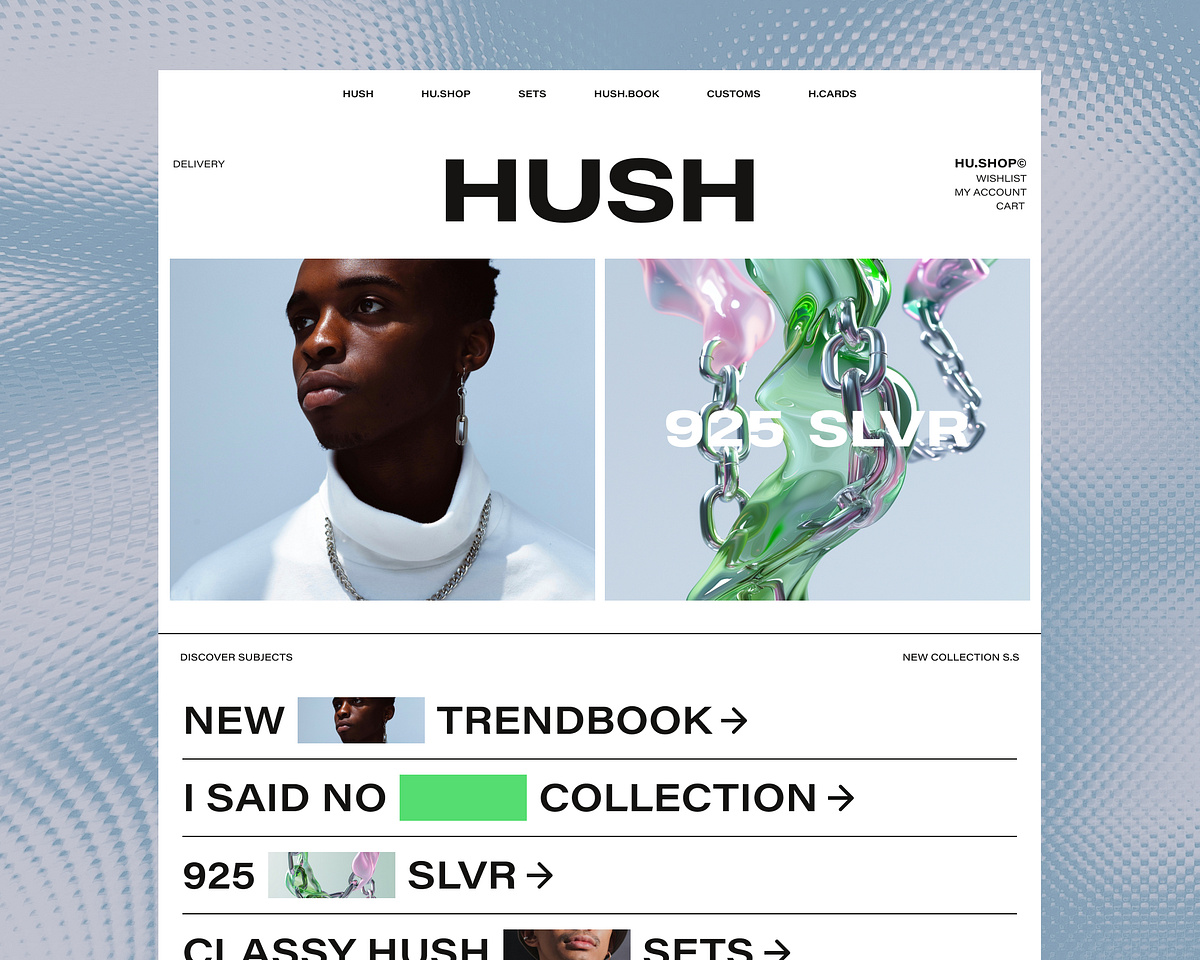 HUSH HU.SHOP SETS HUSH.BOOK CUSTOMS H.CARDS
DELIVERY
HUSH
HU.SHOP©
WISHLIST
MY ACCOUNT
CART
925 SLVR
DISCOVER SUBJECTS
NEW COLLECTION S.S
NEW TRENDBOOK →
I SAID NO COLLECTION →
925 SLVR →
CLASSY HUSH SETS →